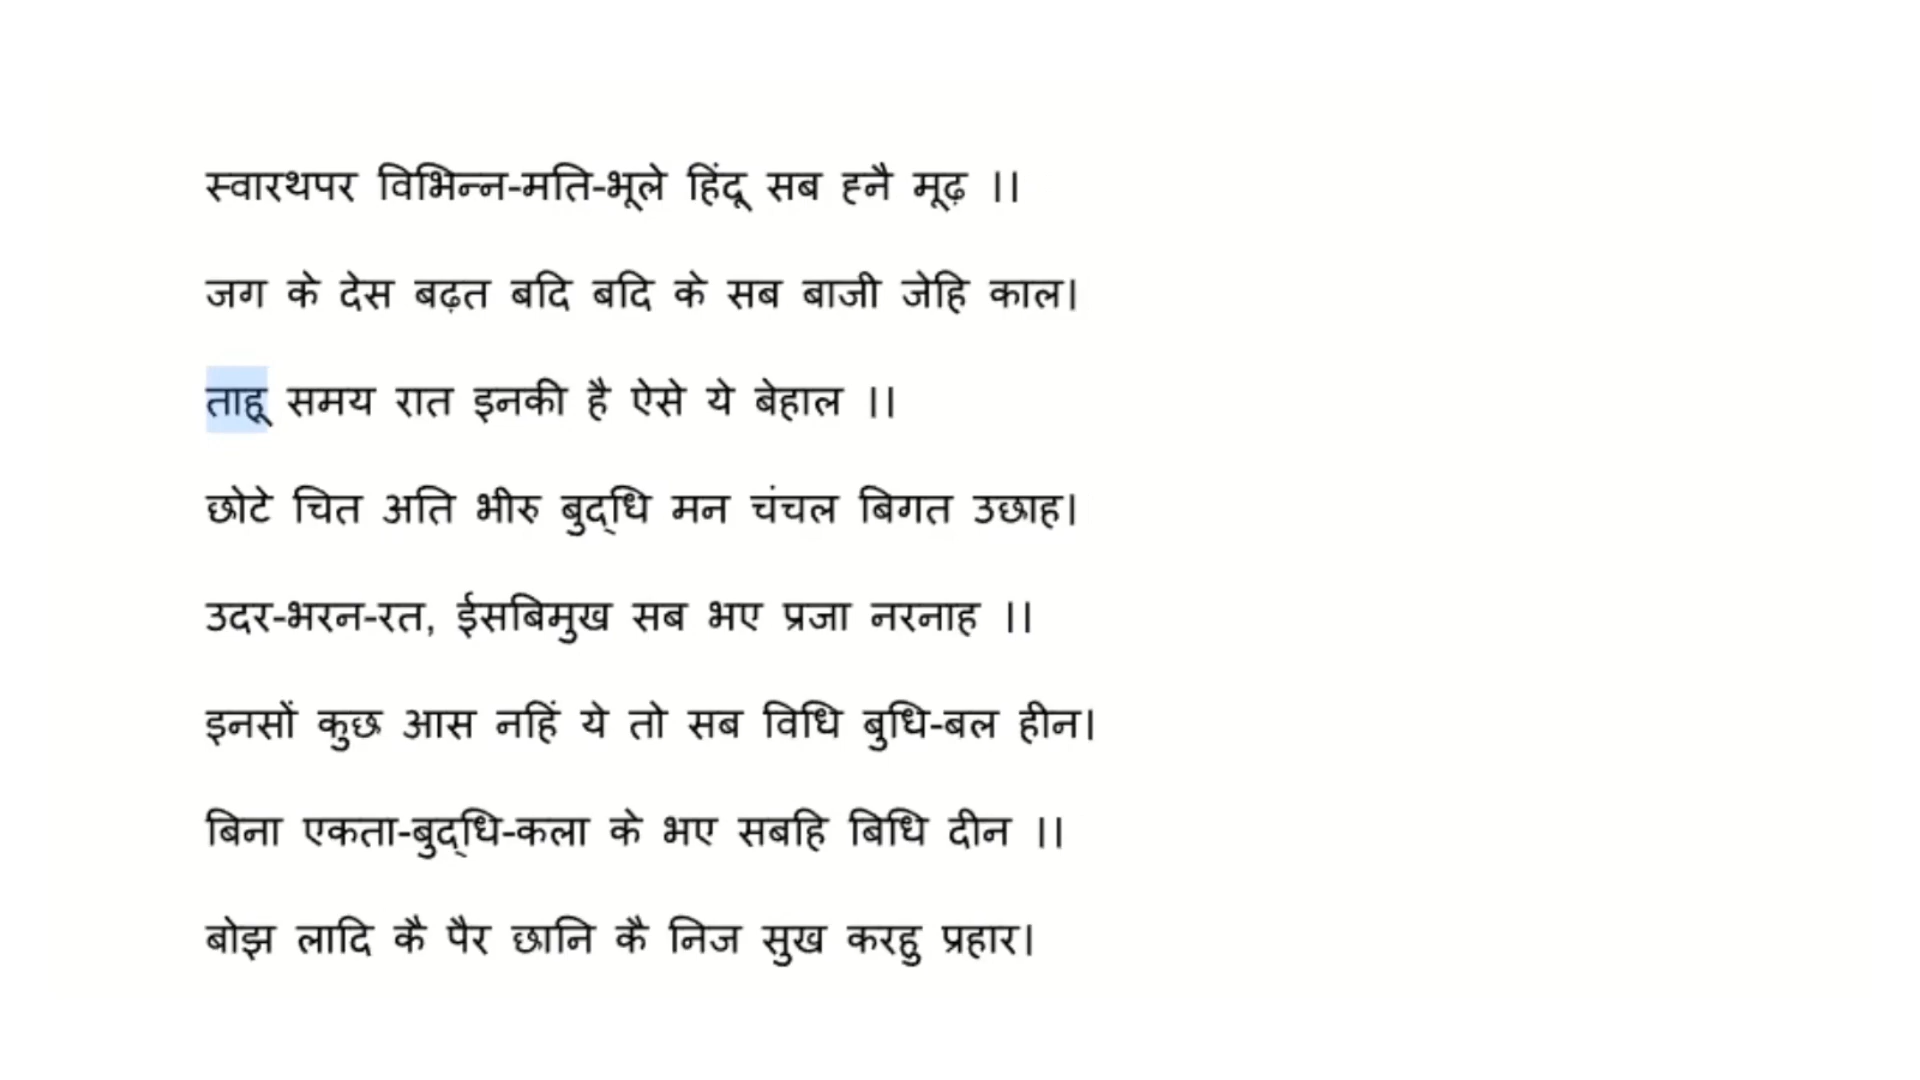 स्वारथपर विभिन्न-मति-भूले हिंदू सब ह्नै मूढ़ ।।
जग के देस बढ़त बदि बदि के सब बाजी जेहि काल।
ताहू समय रात इनकी है ऐसे ये बेहाल ।।
छोटे चित अति भीरु बुद्‌धि मन चंचल बिगत उछाह।
उदर-भरन-रत, ईसबिमुख सब भए प्रजा नरनाह ।।
इनसों कुछ आस नहिं ये तो सब विधि बुधि-बल हीन।
बिना एकता-बुद्‌धि-कला के भए सबहि बिधि दीन ।।
बोझ लादि कै पैर छानि कै निज सुख करहु प्रहार।